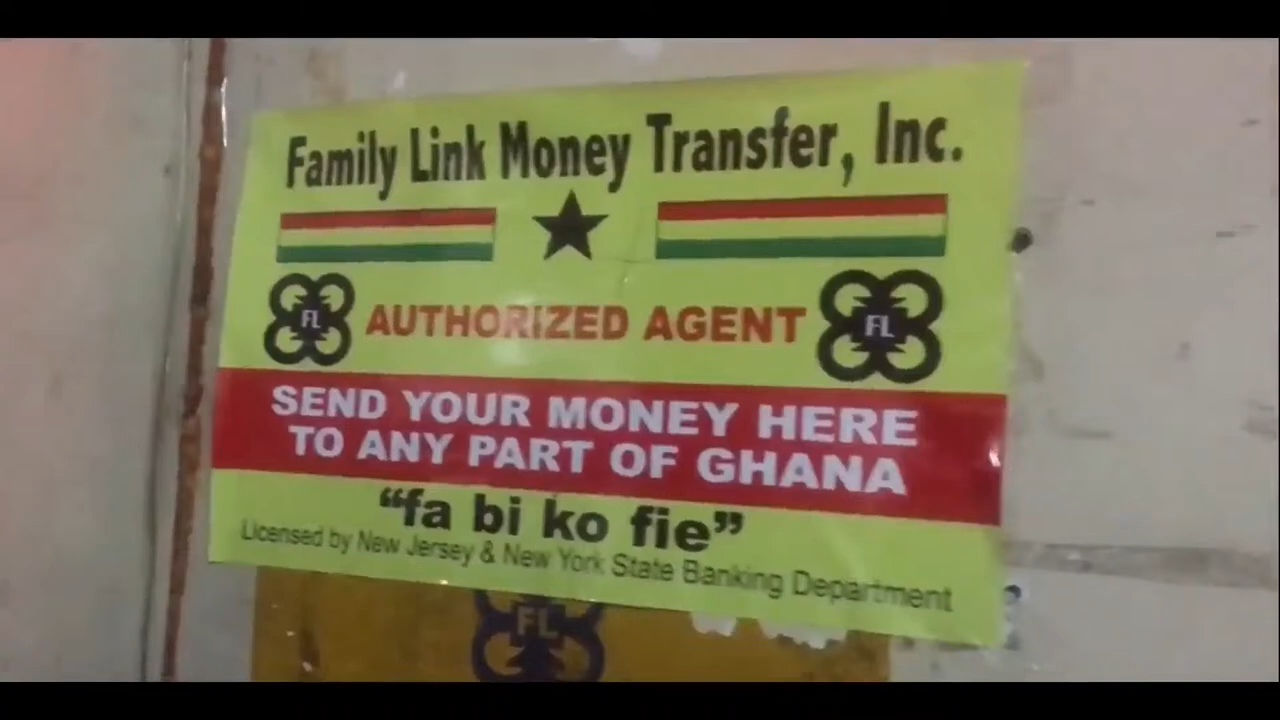 Family Link Money Transfer, Inc.
FL AUTHORIZED AGENT FL
SEND YOUR MONEY HERE
TO ANY PART OF GHANA
“fa bi ko fie”
Licensed by New Jersey & New York State Banking Department
FL